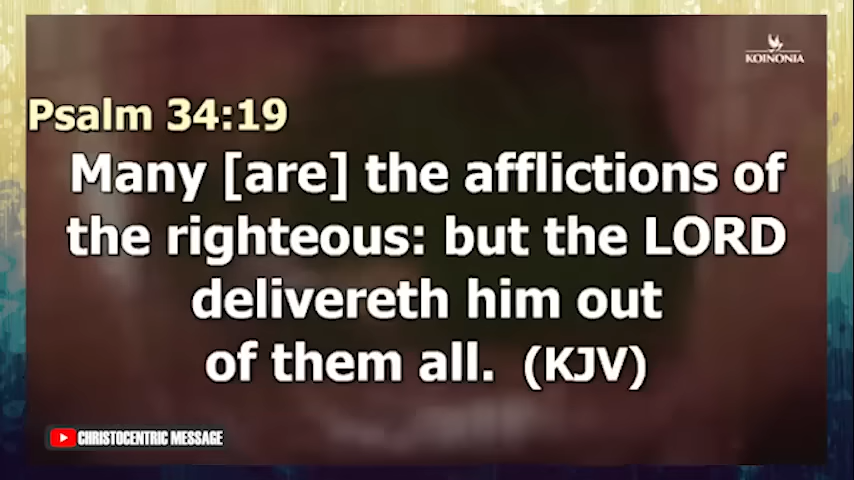 KOINONIA
Psalm 34:19
Many [are] the afflictions of
the righteous: but the LORD
delivereth him out
of them all. (KJV)
CHRISTOCENTRIC MESSAGE